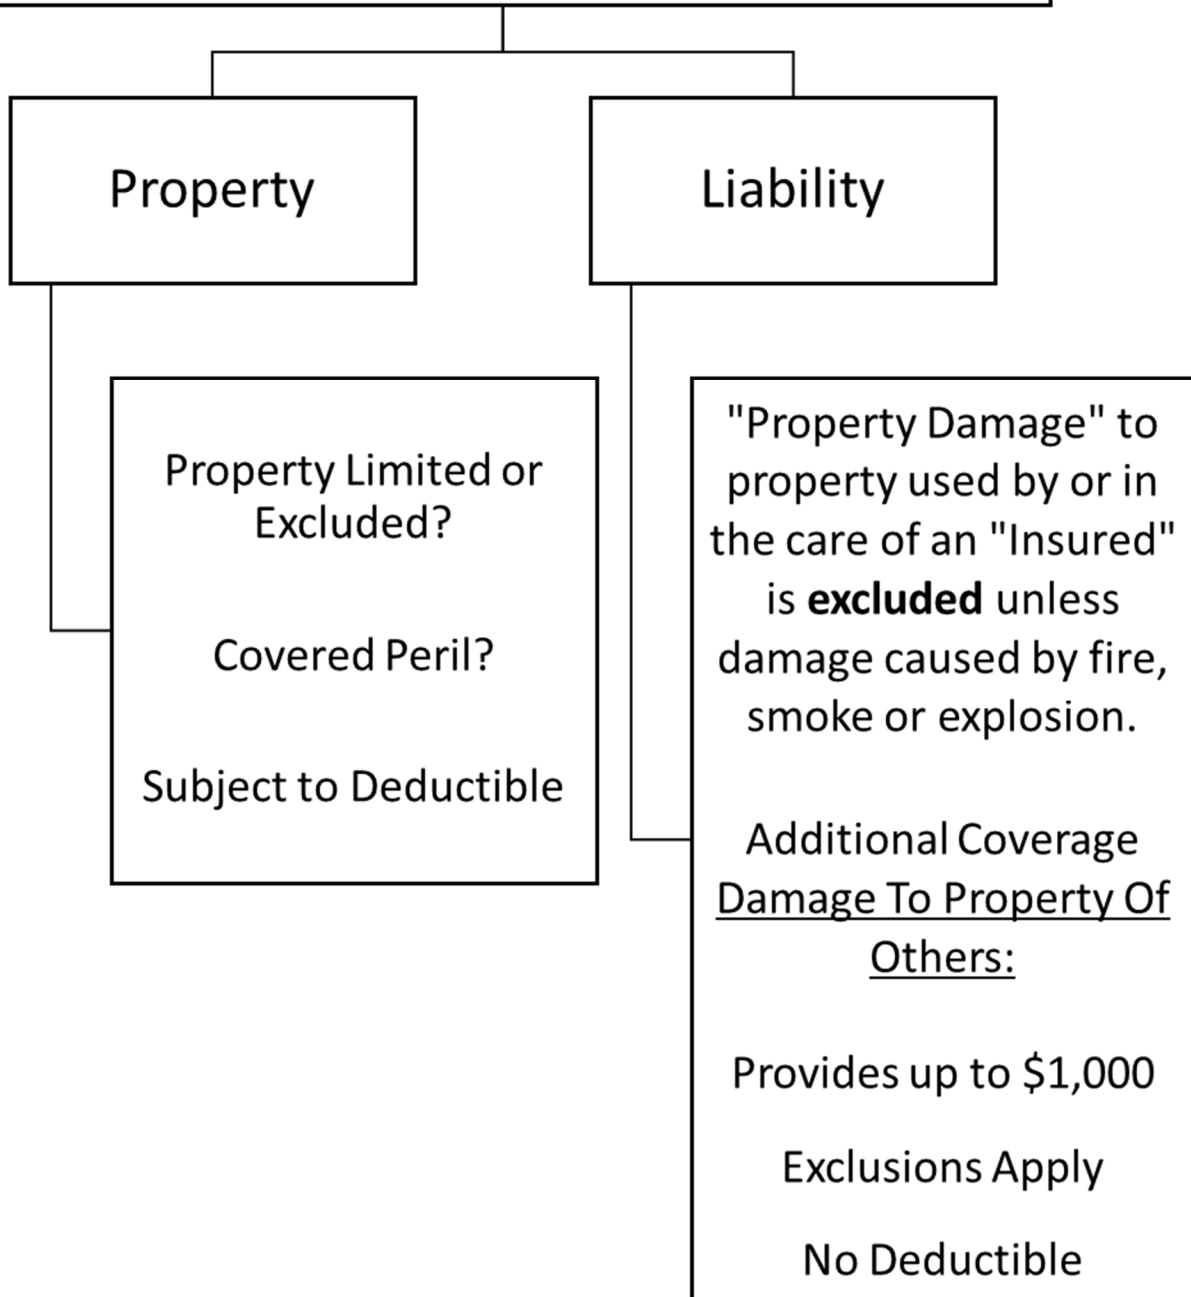 Property
Liability
Property Limited or
Excluded?
Covered Peril?
Subject to Deductible
"Property Damage" to
property used by or in
the care of an "Insured"
is excluded unless
damage caused by fire,
smoke or explosion.
Additional Coverage
Damage To Property Of
Others:
Provides up to $1,000
Exclusions Apply
No Deductible